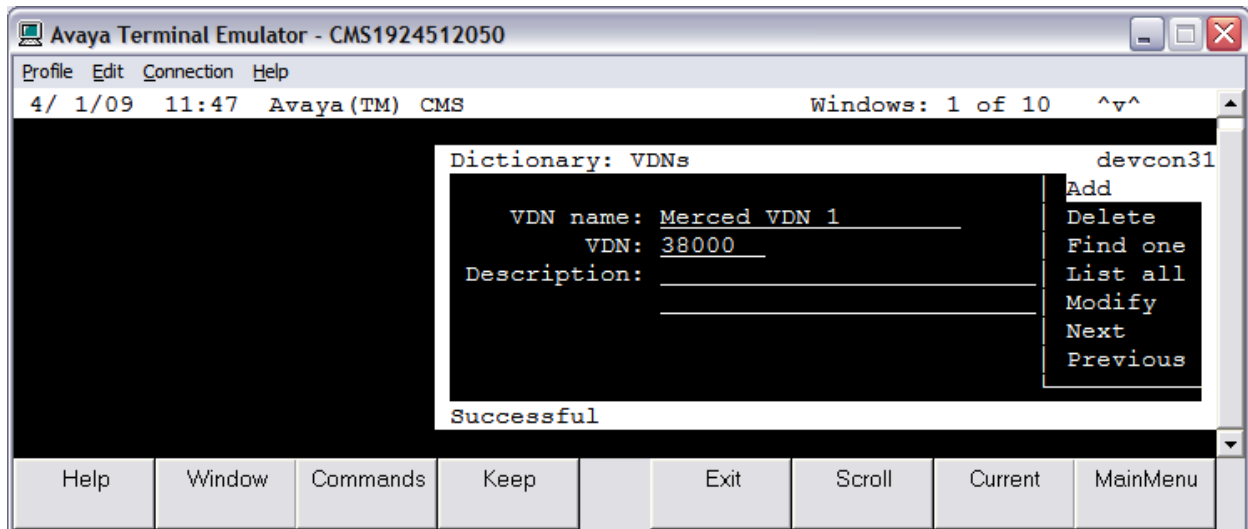 Avaya Terminal Emulator - CMS1924512050
Profile Edit Connection Help
4/ 1/09 11:47 Avaya(TM) CMS Windows: 1 of 10 ^v^
Dictionary: VDNs devcon31
Add
VDN name: Merced VDN 1 Delete
VDN: 38000 Find one
Description: List all
Modify
Next
Previous
Successful
Help Window Commands Keep Exit Scroll Current MainMenu